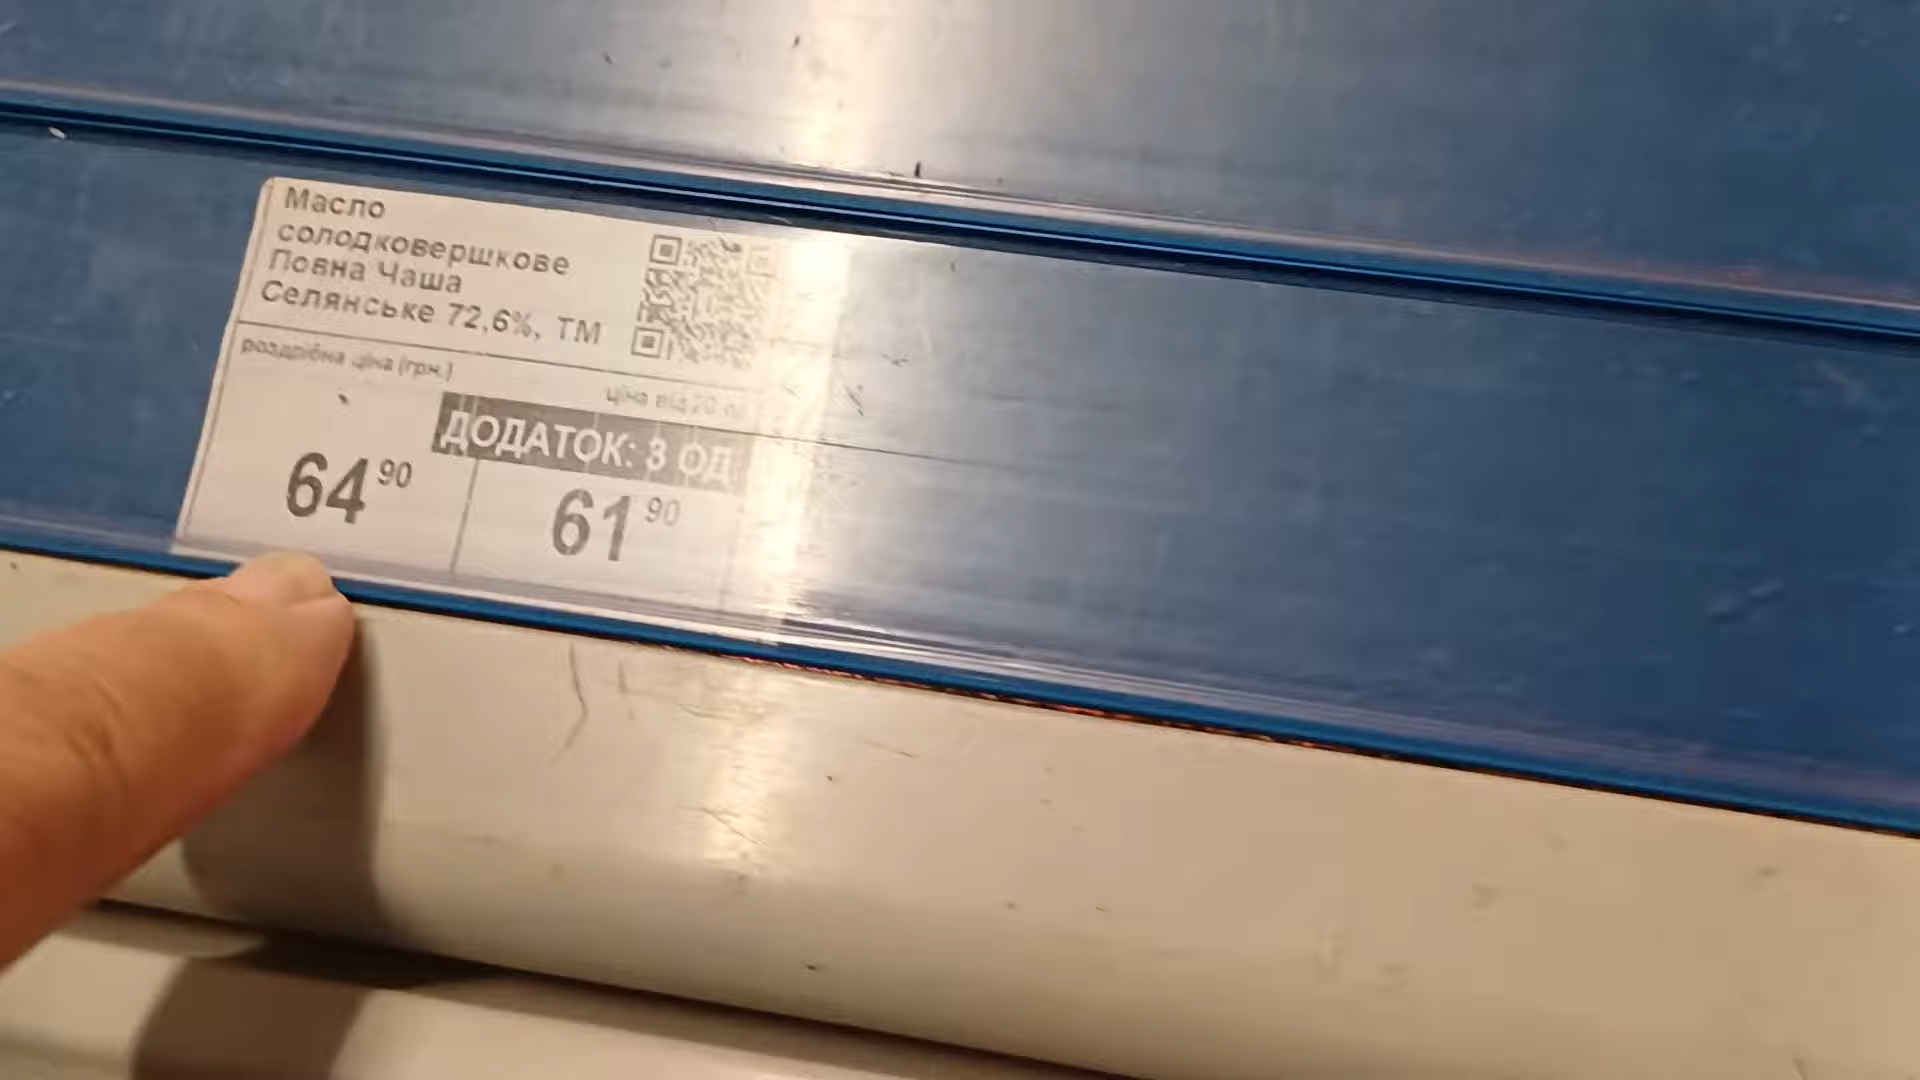 Масло
солодковершкове
Повна Чаша
Селянське 72,6%, ТМ
роздрібна ціна (грн.)
ціна від 20 од
ДОДАТОК: 3 ОД
64 90
61 90